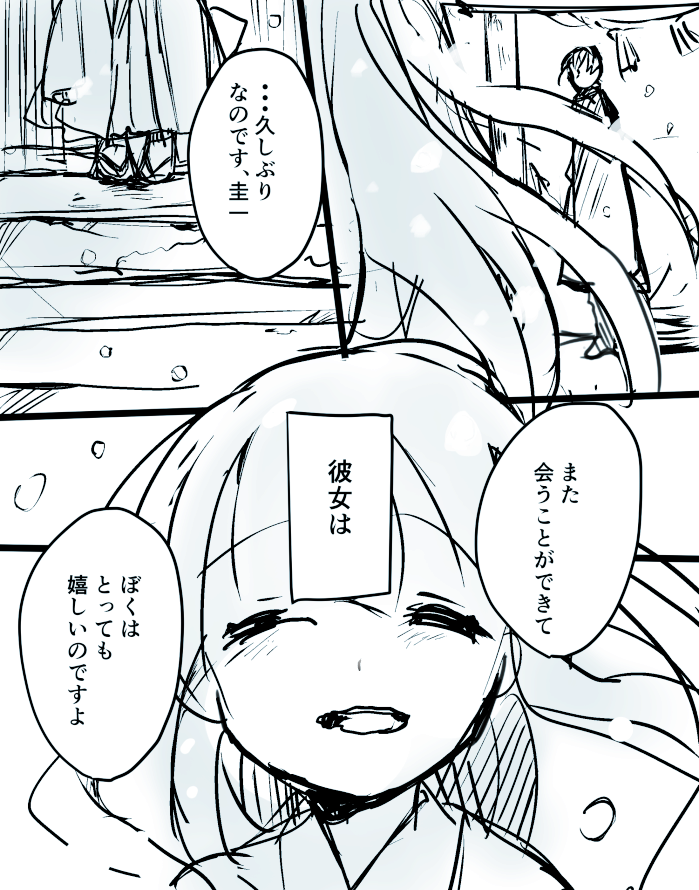 ・・・久しぶり
なのです、圭一
また
会うことができて
彼女は
ぼくは
とっても
嬉しいのですよ